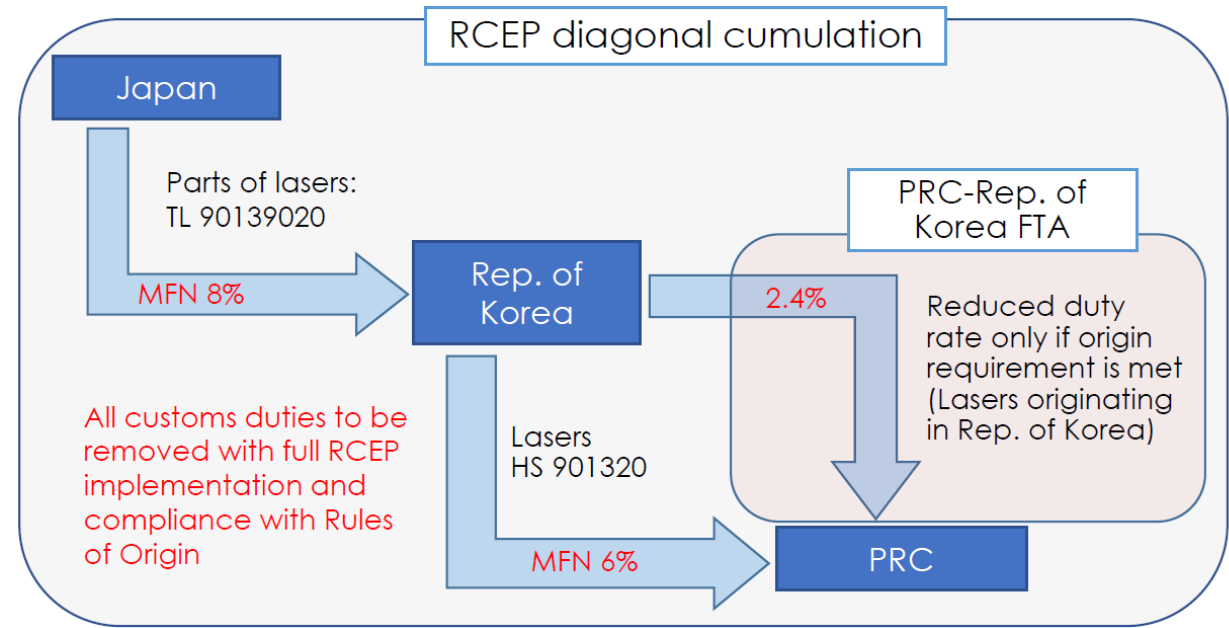 RCEP diagonal cumulation
Japan
Parts of lasers:
TL 90139020
MFN 8%
Rep. of
Korea
PRC-Rep. of
Korea FTA
2.4%
Reduced duty
rate only if origin
requirement is met
(Lasers originating
in Rep. of Korea)
All customs duties to be
removed with full RCEP
implementation and
compliance with Rules
of Origin
Lasers
HS 901320
MFN 6%
PRC